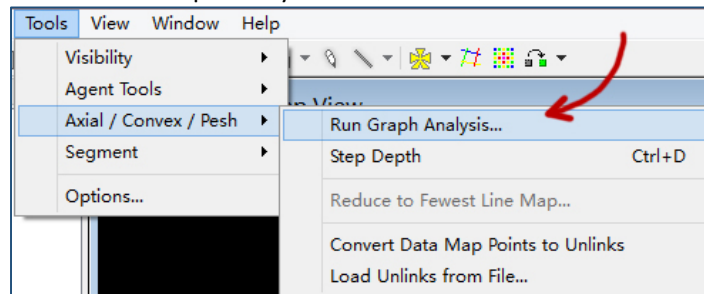 Tools View Window Help
Visibility
Agent Tools
Axial / Convex / Pesh
Run Graph Analysis...
Segment
Step Depth Ctrl+D
Options...
Reduce to Fewest Line Map...
Convert Data Map Points to Unlinks
Load Unlinks from File...